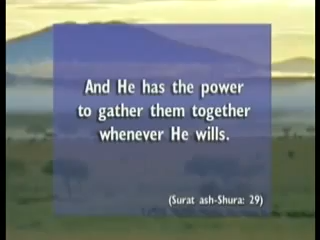 And He has the power
to gather them together
whenever He wills.
(Surat ash-Shura: 29)